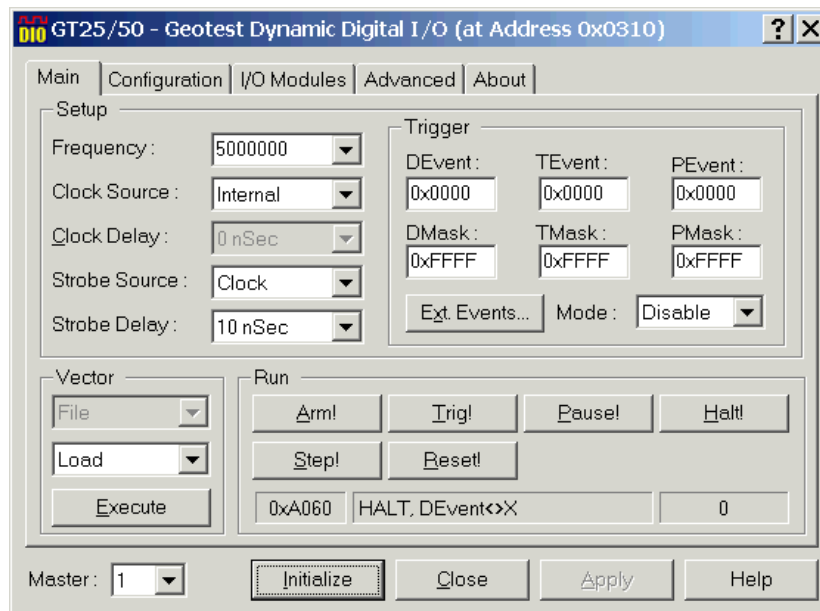 DIO GT25/50 - Geotest Dynamic Digital I/O (at Address 0x0310)
Main Configuration I/O Modules Advanced About
Setup
Frequency : 5000000
Clock Source : Internal
Clock Delay : 0 nSec
Strobe Source : Clock
Strobe Delay : 10 nSec
Trigger
DEvent : TEvent : PEvent :
0x0000 0x0000 0x0000
DMask : TMask : PMask :
0xFFFF 0xFFFF 0xFFFF
Ext. Events... Mode : Disable
Vector
File
Load
Execute
Run
Arm! Trig! Pause! Halt!
Step! Reset!
0xA060 HALT, DEvent<>X 0
Master : 1 Initialize Close Apply Help